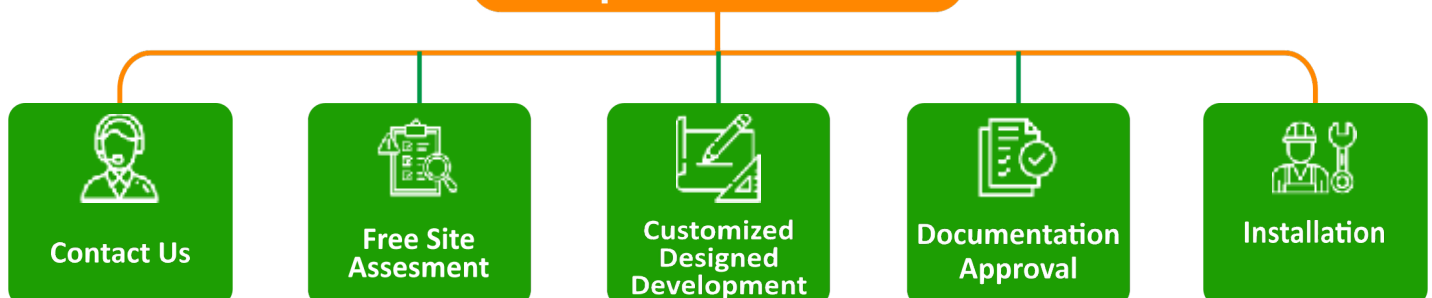 Contact Us
Free Site
Assesment
Customized
Designed
Development
Documentation
Approval
Installation